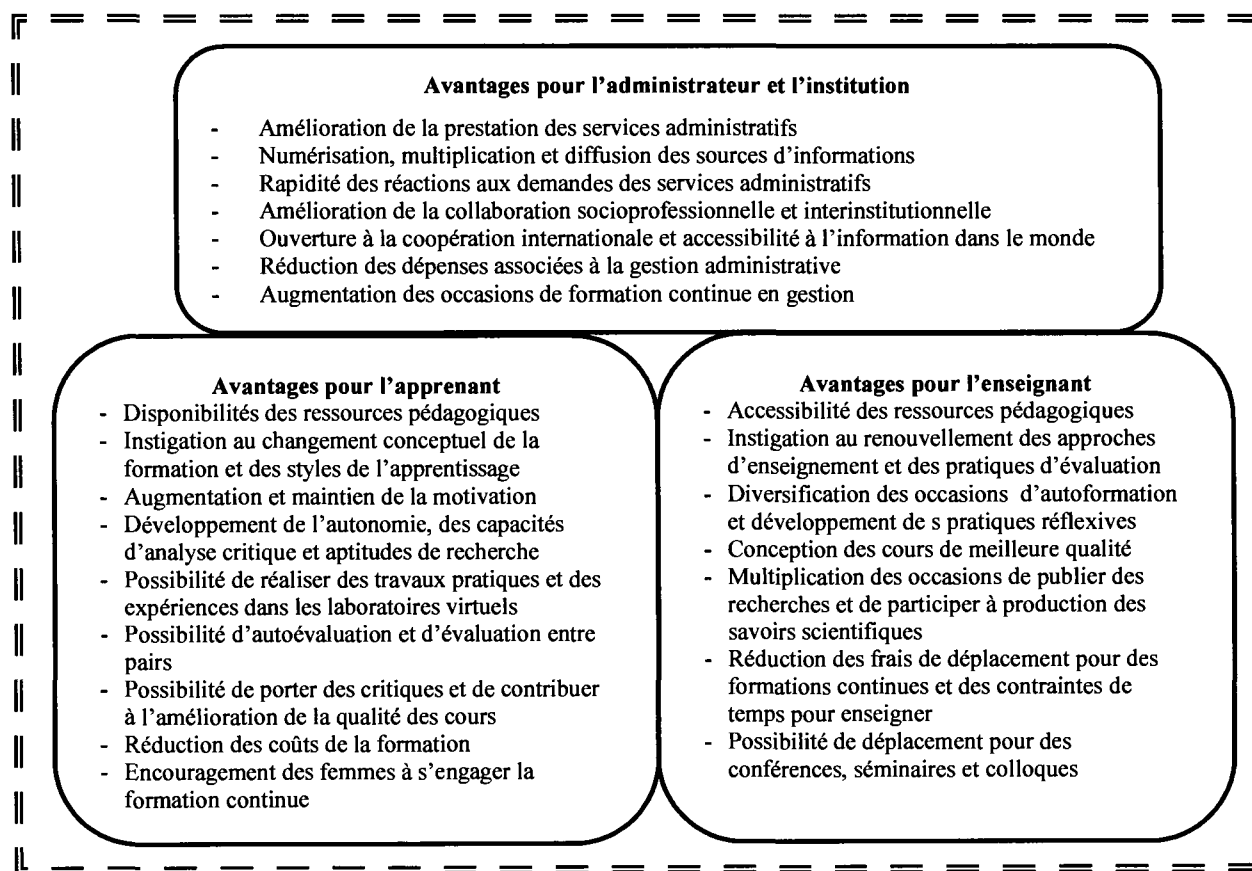 Avantages pour l'administrateur et l'institution
- Amélioration de la prestation des services administratifs
- Numérisation, multiplication et diffusion des sources d'informations
- Rapidité des réactions aux demandes des services administratifs
- Amélioration de la collaboration socioprofessionnelle et interinstitutionnelle
- Ouverture à la coopération internationale et accessibilité à l'information dans le monde
- Réduction des dépenses associées à la gestion administrative
- Augmentation des occasions de formation continue en gestion
Avantages pour l'apprenant
- Disponibilités des ressources pédagogiques
- Instigation au changement conceptuel de la
formation et des styles de l'apprentissage
- Augmentation et maintien de la motivation
- Développement de l'autonomie, des capacités
d'analyse critique et aptitudes de recherche
- Possibilité de réaliser des travaux pratiques et des
expériences dans les laboratoires virtuels
- Possibilité d'autoévaluation et d'évaluation entre
pairs
- Possibilité de porter des critiques et de contribuer
à l'amélioration de la qualité des cours
- Réduction des coûts de la formation
- Encouragement des femmes à s'engager la
formation continue
Avantages pour l'enseignant
- Accessibilité des ressources pédagogiques
- Instigation au renouvellement des approches
d'enseignement et des pratiques d'évaluation
- Diversification des occasions d'autoformation
et développement de s pratiques réflexives
- Conception des cours de meilleure qualité
- Multiplication des occasions de publier des
recherches et de participer à production des
savoirs scientifiques
- Réduction des frais de déplacement pour des
formations continues et des contraintes de
temps pour enseigner
- Possibilité de déplacement pour des
conférences, séminaires et colloques